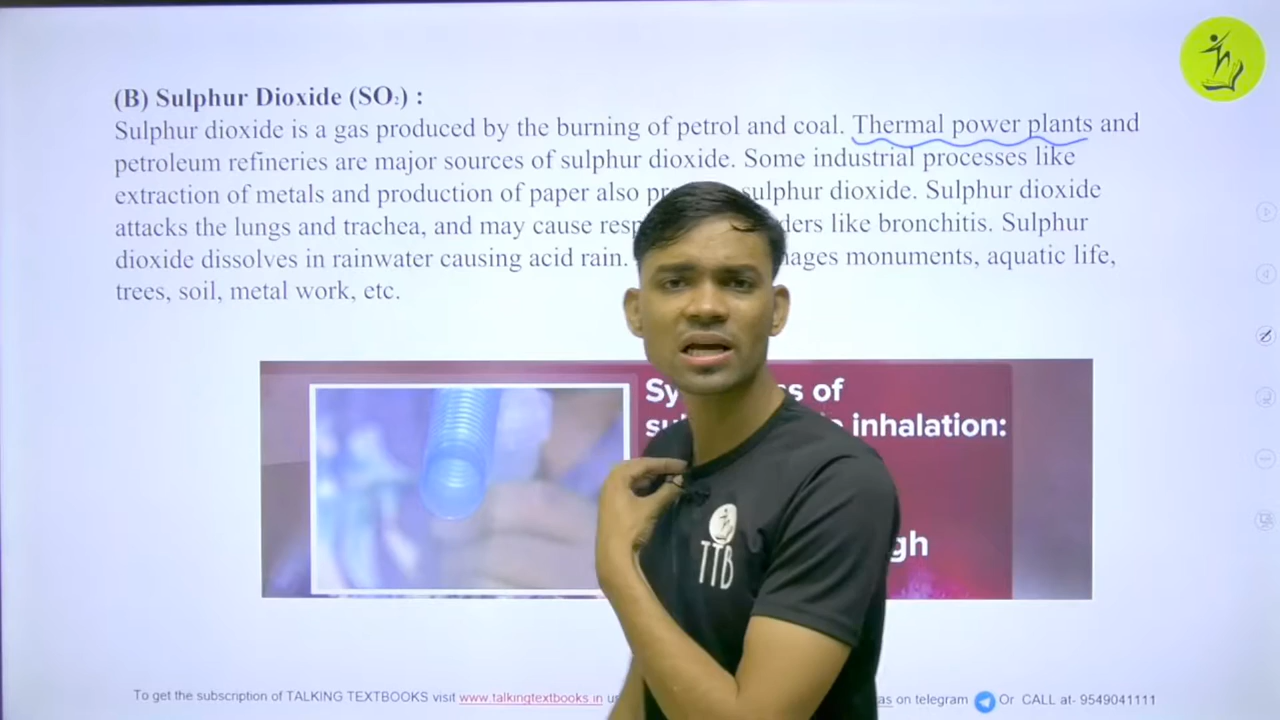 (B) Sulphur Dioxide (SO₂) :
Sulphur dioxide is a gas produced by the burning of petrol and coal. Thermal power plants and
petroleum refineries are major sources of sulphur dioxide. Some industrial processes like
extraction of metals and production of paper also sulphur dioxide. Sulphur dioxide
attacks the lungs and trachea, and may cause like bronchitis. Sulphur
dioxide dissolves in rainwater causing acid rain. monuments, aquatic life,
trees, soil, metal work, etc.
of
inhalation:
TTB
To get the subscription of TALKING TEXTBOOKS visit www.talkingtextbooks.in on telegram Or CALL at- 9549041111